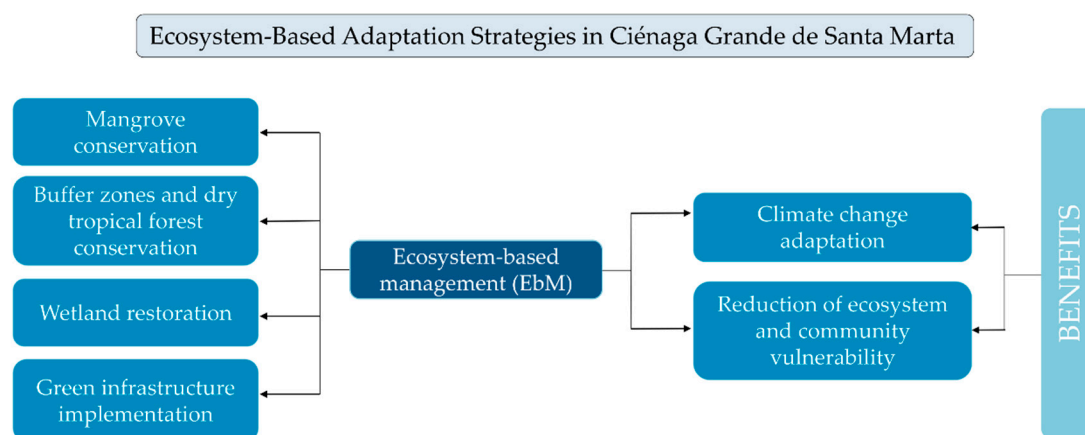 Ecosystem-Based Adaptation Strategies in Ciénaga Grande de Santa Marta
Mangrove
conservation
Buffer zones and dry
tropical forest
conservation
Wetland restoration
Green infrastructure
implementation
Ecosystem-based
management (EbM)
Climate change
adaptation
Reduction of ecosystem
and community
vulnerability
BENEFITS